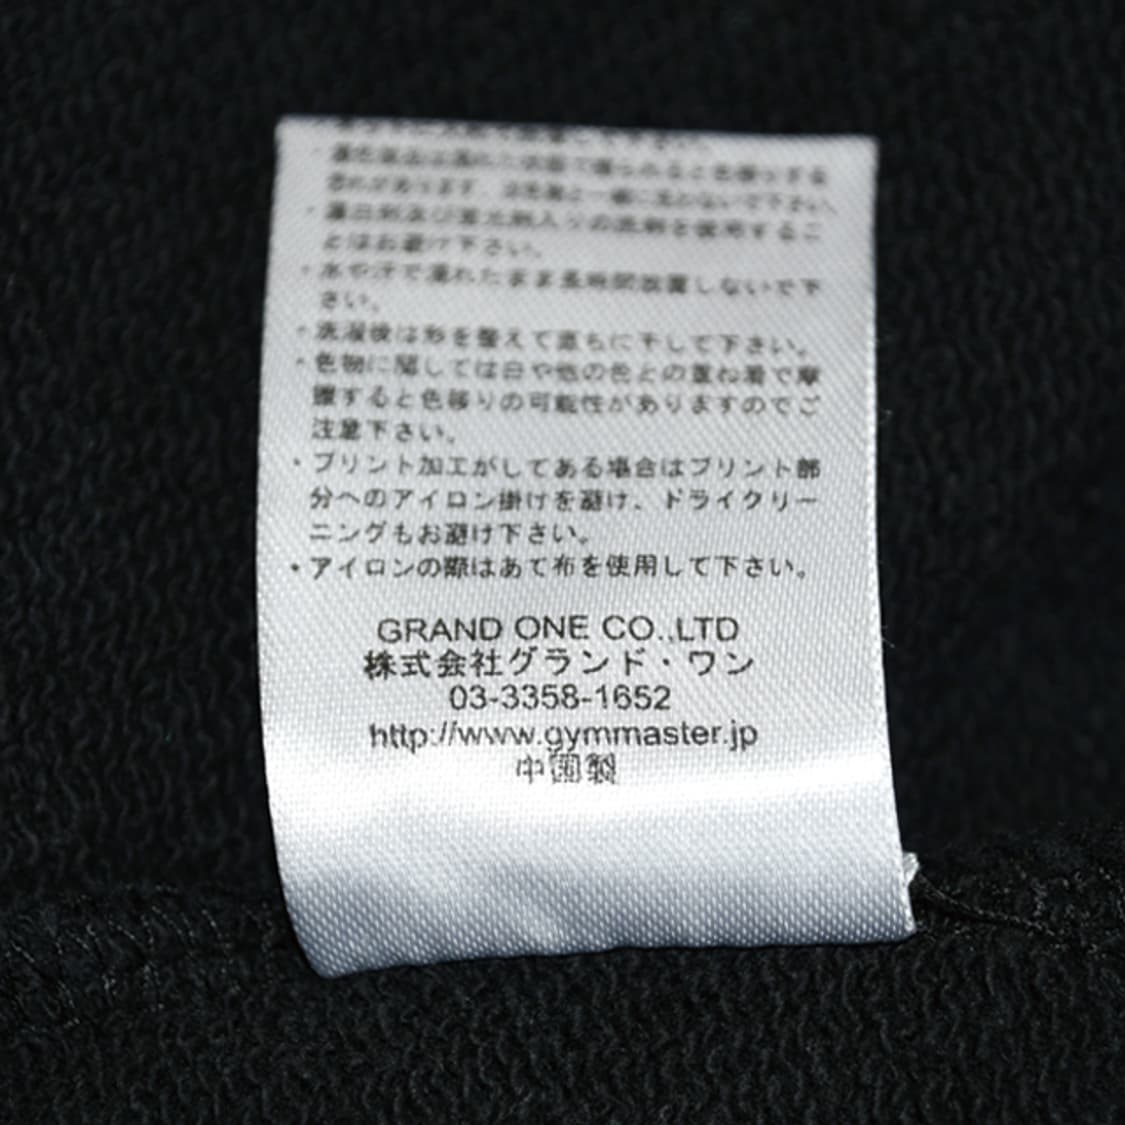 ・濃色製品は濡れた状態で擦られると色移りする
恐れがあります。淡色物と一緒に洗わないで下さい。
・蛍光剤及び漂白剤入りの洗剤を使用するこ
とはお避け下さい。
・水や汗で濡れたまま長時間放置しないで下
さい。
・洗濯後は形を整えて直ちに干して下さい。
・色物に関しては白や他の色との重ね着で摩
擦すると色移りの可能性がありますのでご
注意下さい。
・プリント加工がしてある場合はプリント部
分へのアイロン掛けを避け、ドライクリー
ニングもお避け下さい。
・アイロンの際はあて布を使用して下さい。
GRAND ONE CO.,LTD
株式会社グランド・ワン
03-3358-1652
http://www.gymmaster.jp
中国製